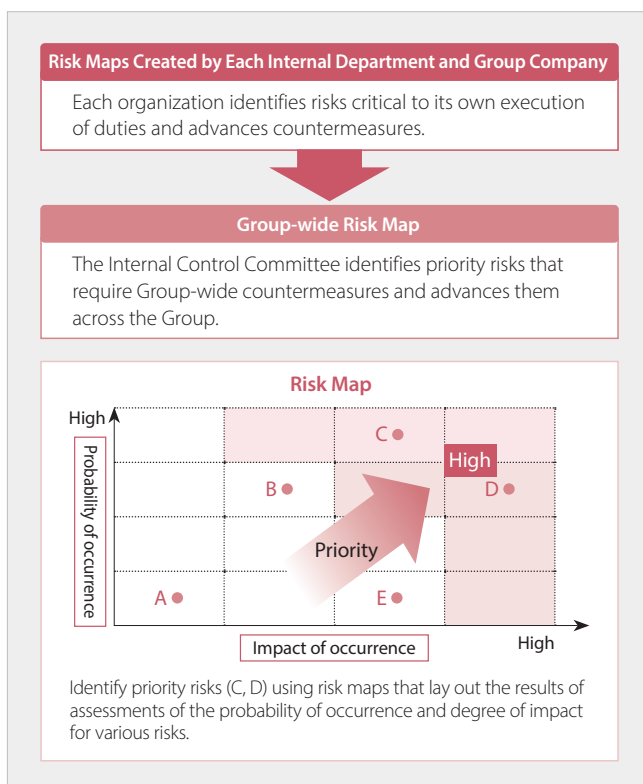 Risk Maps Created by Each Internal Department and Group Company
Each organization identifies risks critical to its own execution
of duties and advances countermeasures.
Group-wide Risk Map
The Internal Control Committee identifies priority risks that
require Group-wide countermeasures and advances them
across the Group.
Risk Map
High
Probability of occurrence
C
High
B
D
Priority
A
E
Impact of occurrence
High
Identify priority risks (C, D) using risk maps that lay out the results of
assessments of the probability of occurrence and degree of impact
for various risks.